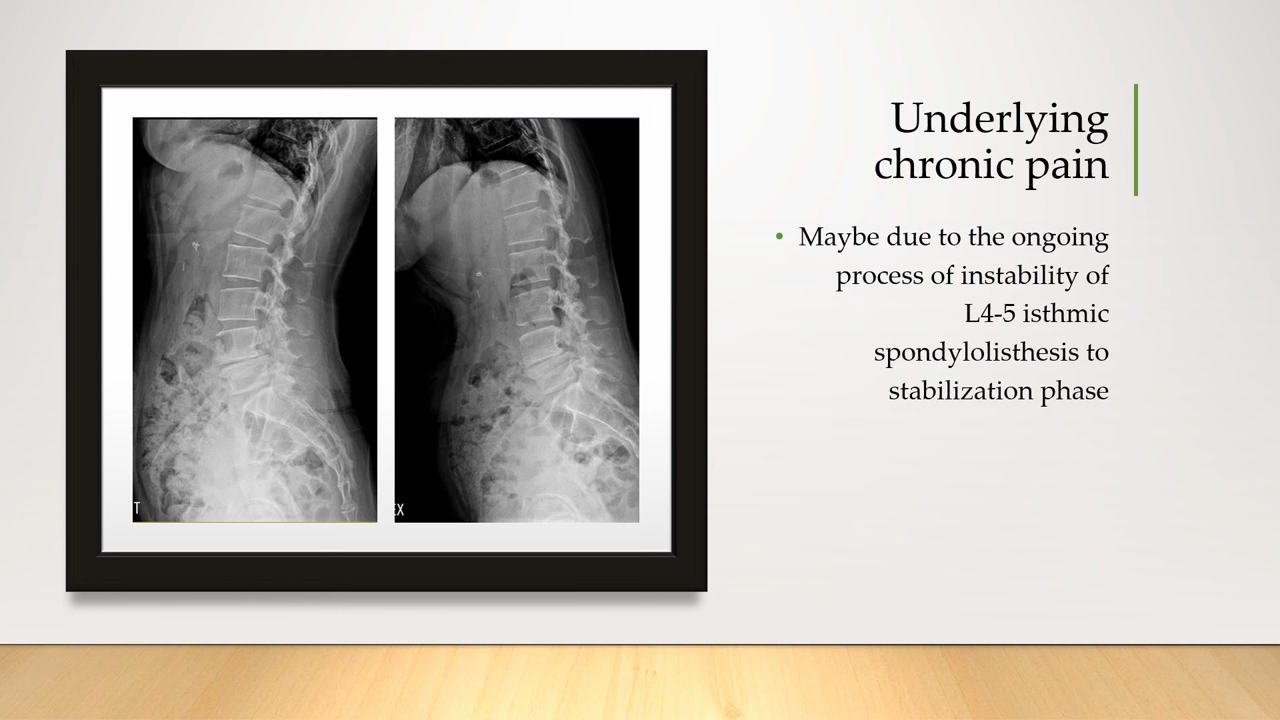 Underlying
chronic pain
• Maybe due to the ongoing
process of instability of
L4-5 isthmic
spondylolisthesis to
stabilization phase
T
EX